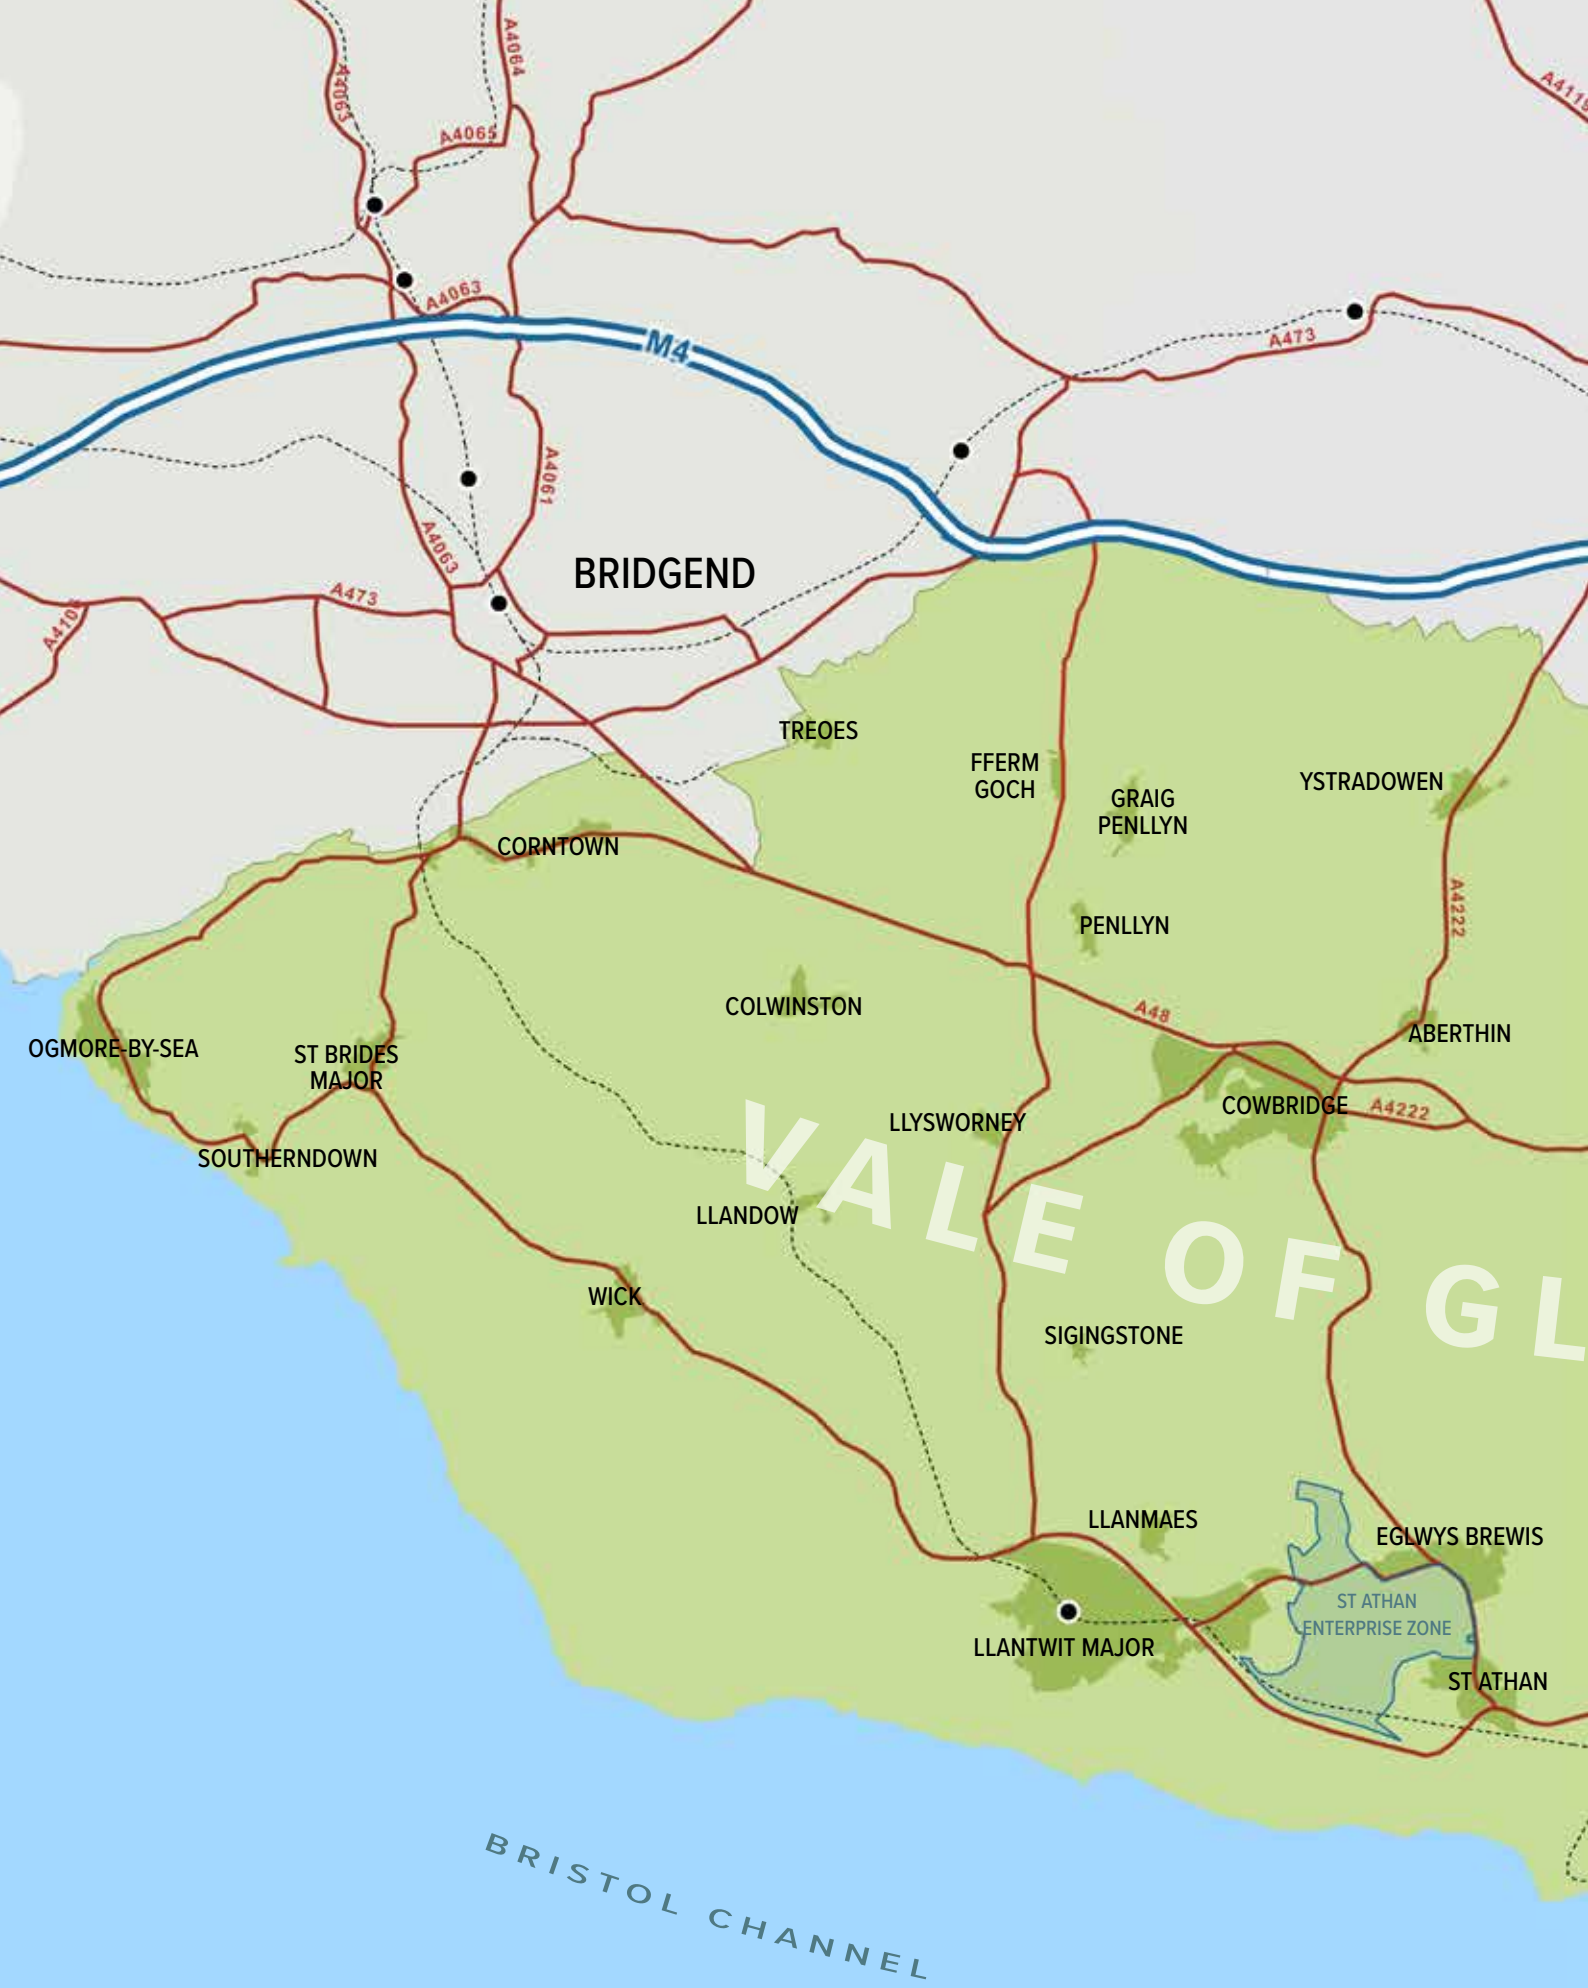 A4064
A4063
A4065
A4119
A4063
M4
A473
A4061
A4063
BRIDGEND
A473
TREOES
FFERM
GOCH
YSTRADOWEN
GRAIG
PENLLYN
CORNTOWN
A4222
PENLLYN
COLWINSTON
A48
ABERTHIN
OGMORE-BY-SEA
ST BRIDES
MAJOR
COWBRIDGE
A4222
LLYSWORNEY
SOUTHERNDOWN
VALE OF GL
LLANDOW
WICK
SIGINGSTONE
LLANMAES
EGLWYS BREWIS
ST ATHAN
ENTERPRISE ZONE
LLANTWIT MAJOR
ST ATHAN
BRISTOL CHANNEL